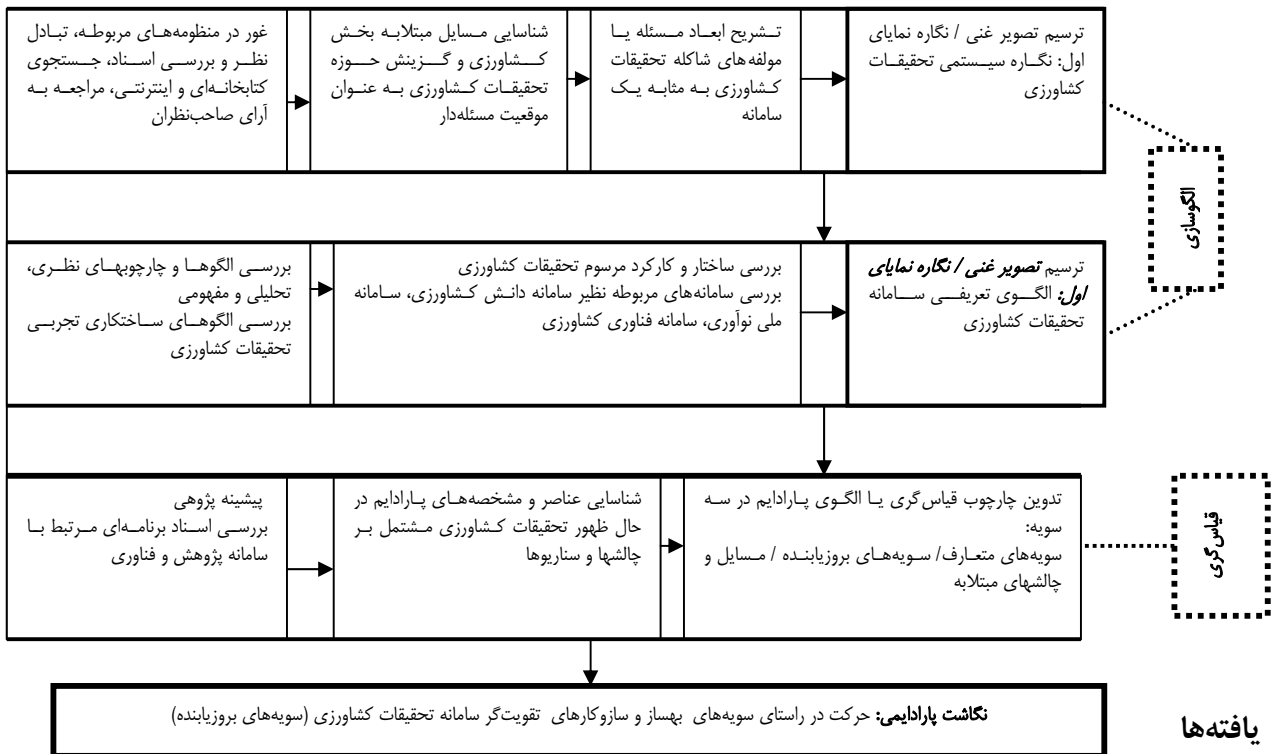 غور در منظومه‌های مربوطه، تبادل
نظر و بررسی اسناد، جستجوی
کتابخانه‌ای و اینترنتی، مراجعه به
آرای صاحب‌نظران
شناسایی مسایل مبتلابه بخش
کشاورزی و گزینش حوزه
تحقیقات کشاورزی به عنوان
موقعیت مسئله‌دار
تشریح ابعاد مسئله یا
مولفه‌های شاکله تحقیقات
کشاورزی به مثابه یک
سامانه
ترسیم تصویر غنی / نگاره نمایای
اول: نگاره سیستمی تحقیقات
کشاورزی
الگوسازی
بررسی الگوها و چارچوبهای نظری،
تحلیلی و مفهومی
بررسی الگوهای ساختکاری تجربی
تحقیقات کشاورزی
بررسی ساختار و کارکرد مرسوم تحقیقات کشاورزی
بررسی سامانه‌های مربوطه نظیر سامانه دانش کشاورزی، سامانه
ملی نوآوری، سامانه فناوری کشاورزی
ترسیم تصویر غنی / نگاره نمایای
اول: الگوی تعریفی سامانه
تحقیقات کشاورزی
پیشینه پژوهی
بررسی اسناد برنامه‌ای مرتبط با
سامانه پژوهش و فناوری
شناسایی عناصر و مشخصه‌های پارادایم در
حال ظهور تحقیقات کشاورزی مشتمل بر
چالشها و سناریوها
تدوین چارچوب قیاس‌گری یا الگوی پارادایم در سه
سویه:
سویه‌های متعارف/ سویه‌های بروزیابنده / مسایل و
چالشهای مبتلابه
قیاس‌گری
نگاشت پارادایمی: حرکت در راستای سویه‌های بهساز و سازوکارهای تقویت‌گر سامانه تحقیقات کشاورزی (سویه‌های بروزیابنده)
یافته‌ها